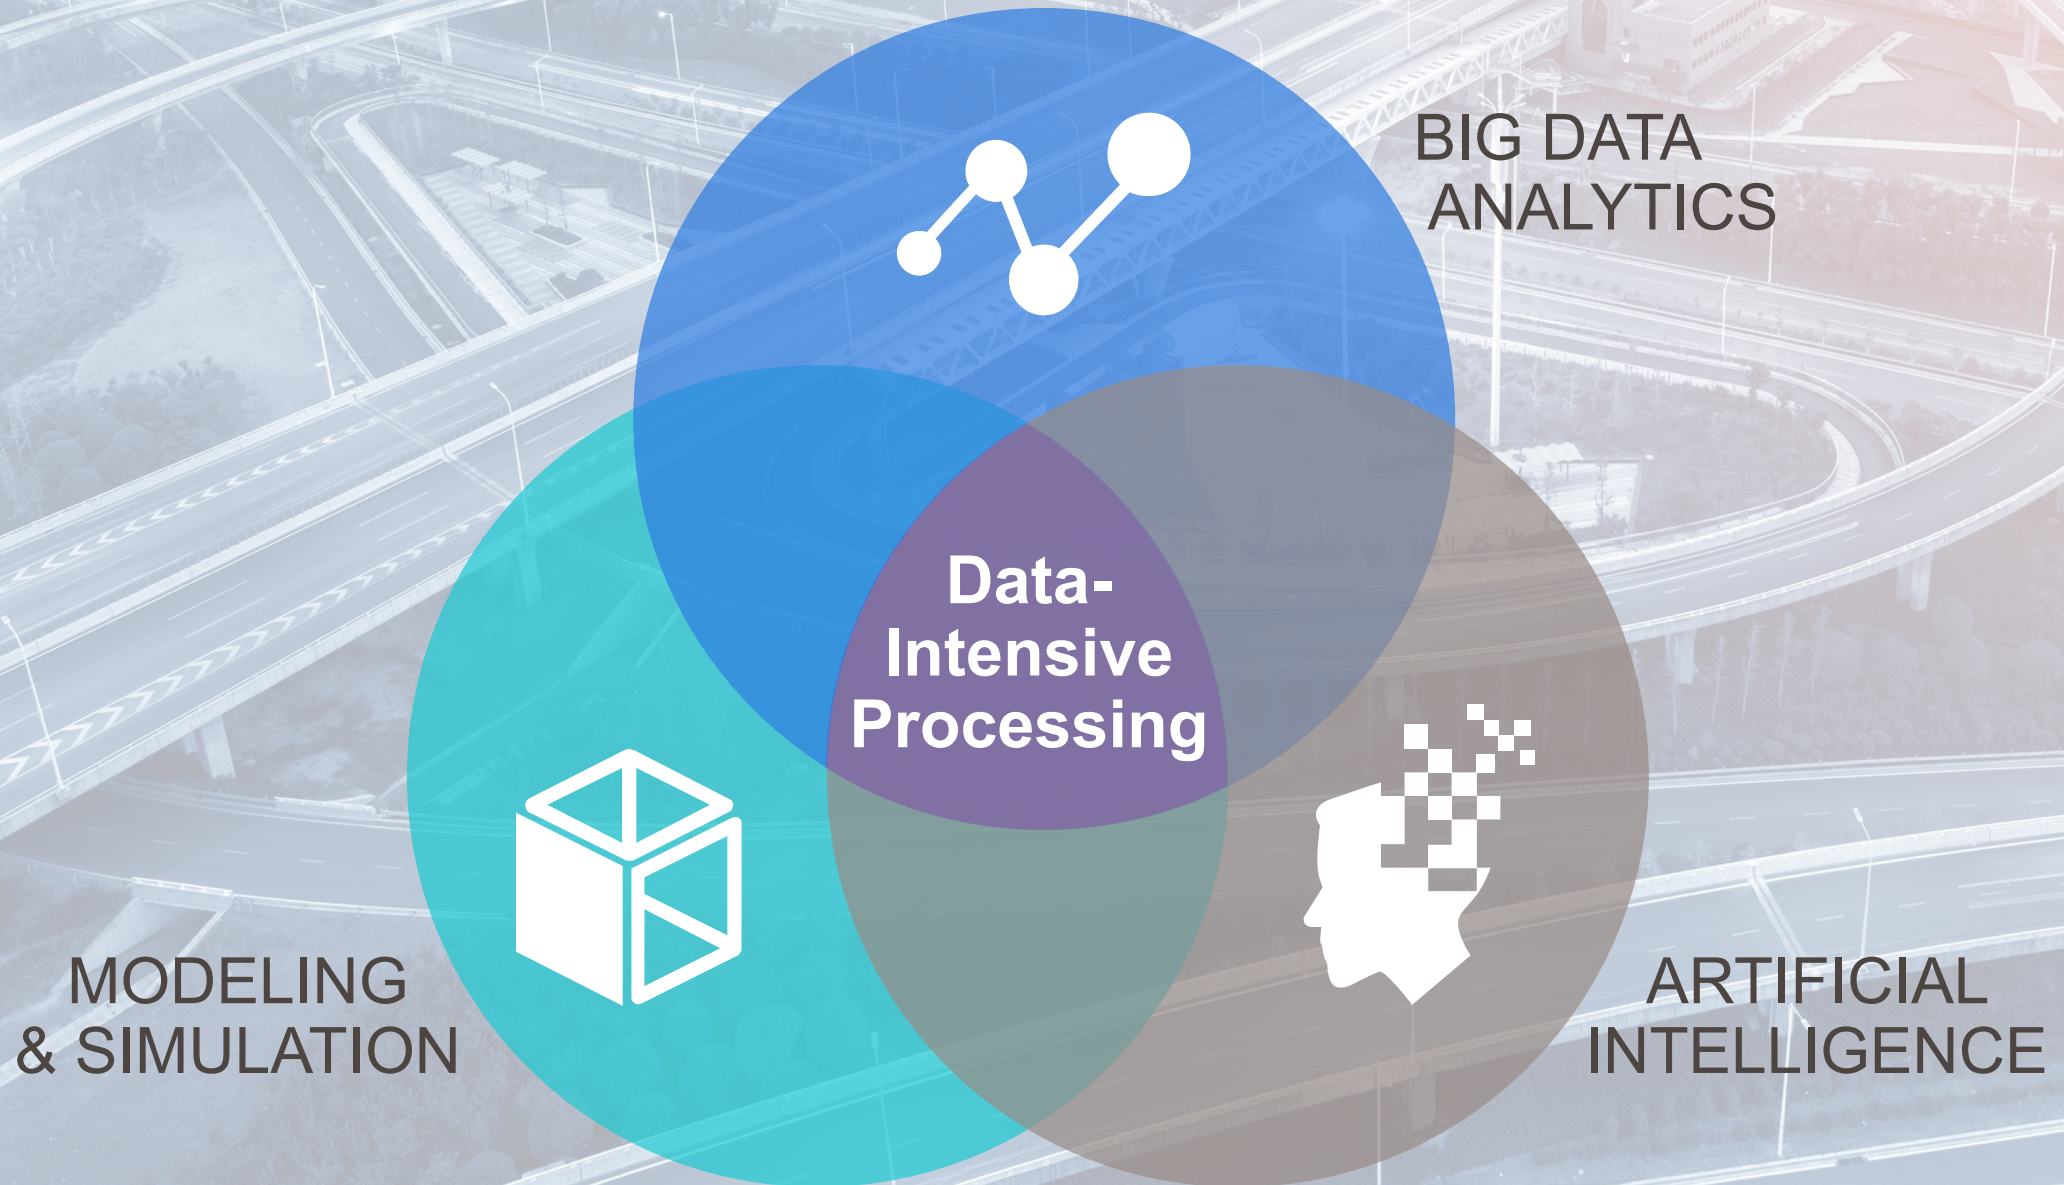 BIG DATA
ANALYTICS
Data-
Intensive
Processing
MODELING
& SIMULATION
ARTIFICIAL
INTELLIGENCE